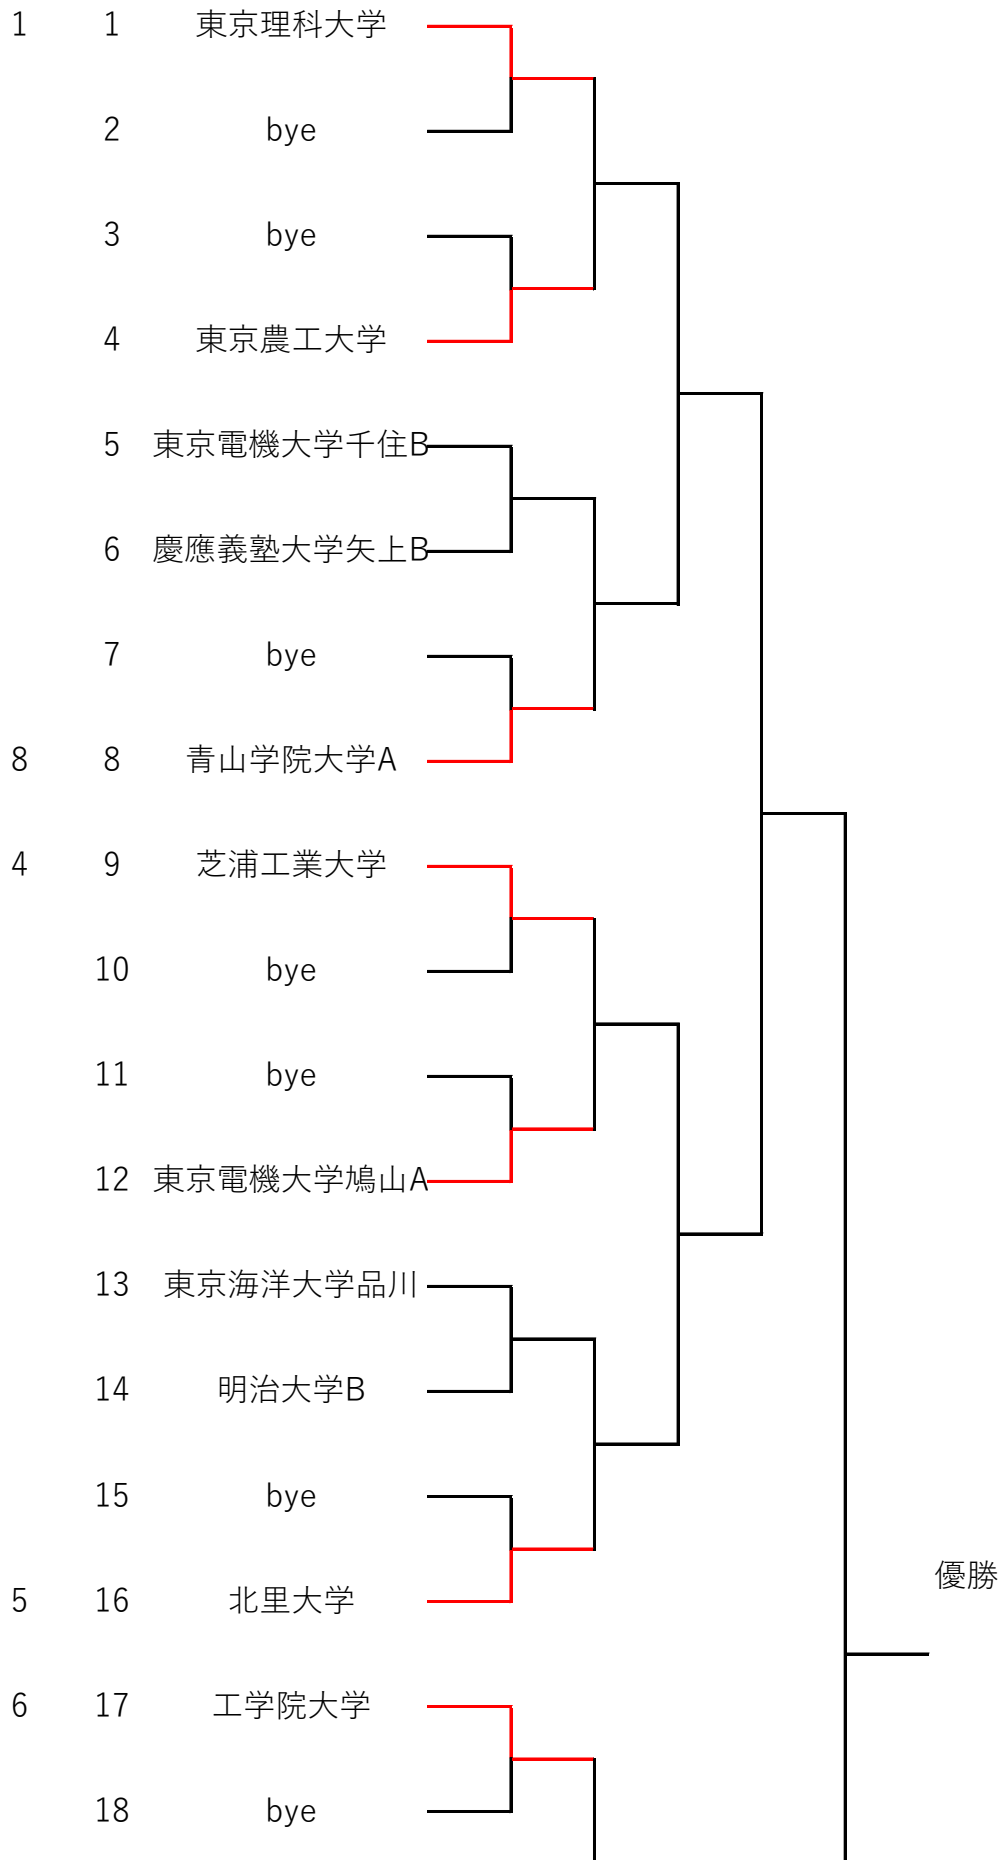 1 1 東京理科大学
2 bye
3 bye
4 東京農工大学
5 東京電機大学千住B
6 慶應義塾大学矢上B
7 bye
8 8 青山学院大学A
4 9 芝浦工業大学
10 bye
11 bye
12 東京電機大学鳩山A
13 東京海洋大学品川
14 明治大学B
15 bye
優勝
5 16 北里大学
6 17 工学院大学
18 bye